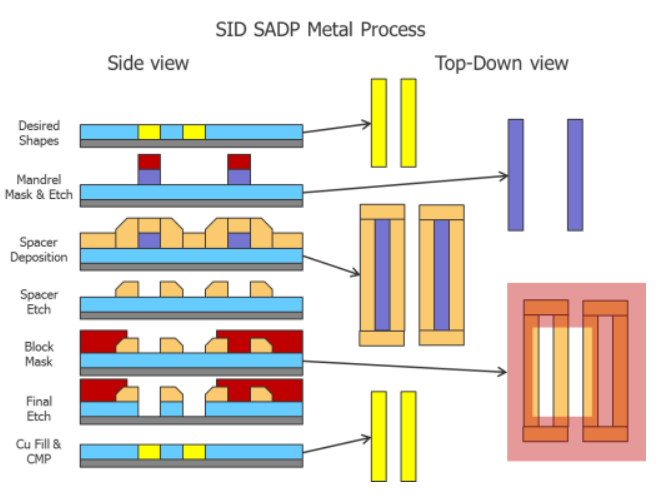 SID SADP Metal Process
Side view
Top-Down view
Desired
Shapes
Mandrel
Mask & Etch
Spacer
Deposition
Spacer
Etch
Block
Mask
Final
Etch
Cu Fill &
CMP